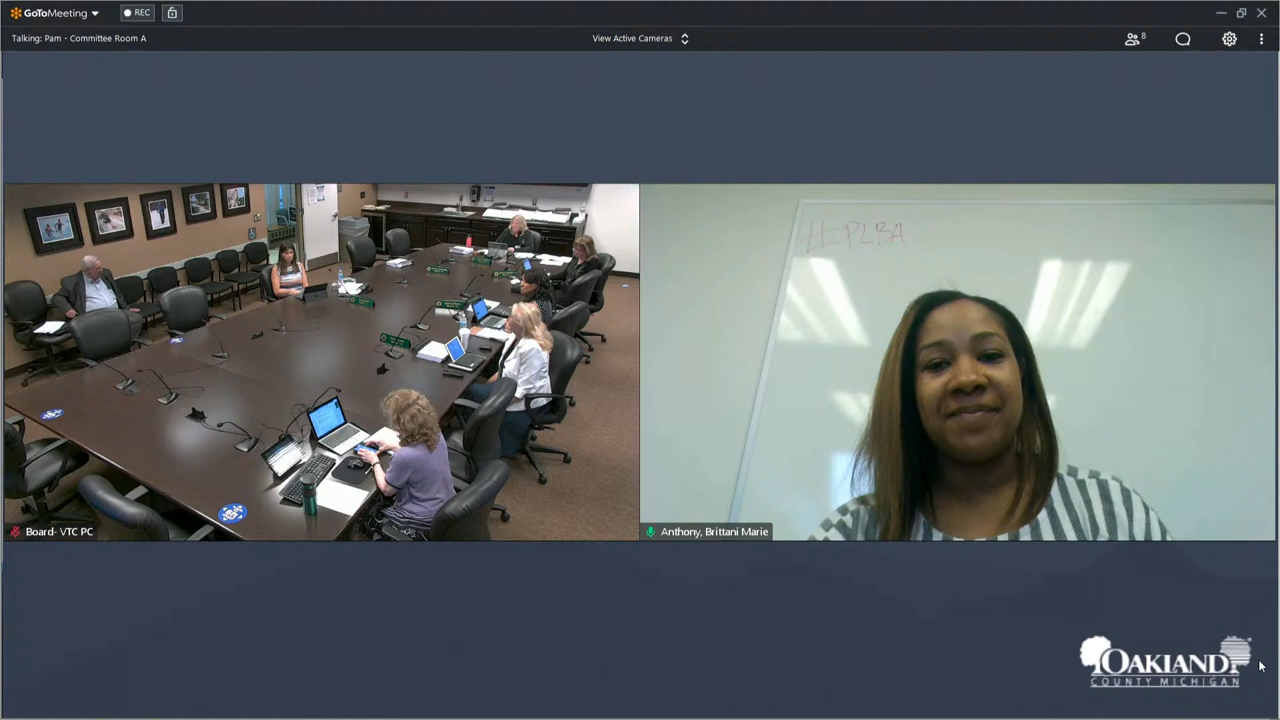 GoToMeeting
REC
Talking: Pam - Committee Room A
View Active Cameras
8
#EPLBA
Board- VTC PC
Anthony, Brittani Marie
OAKLAND
COUNTY MICHIGAN